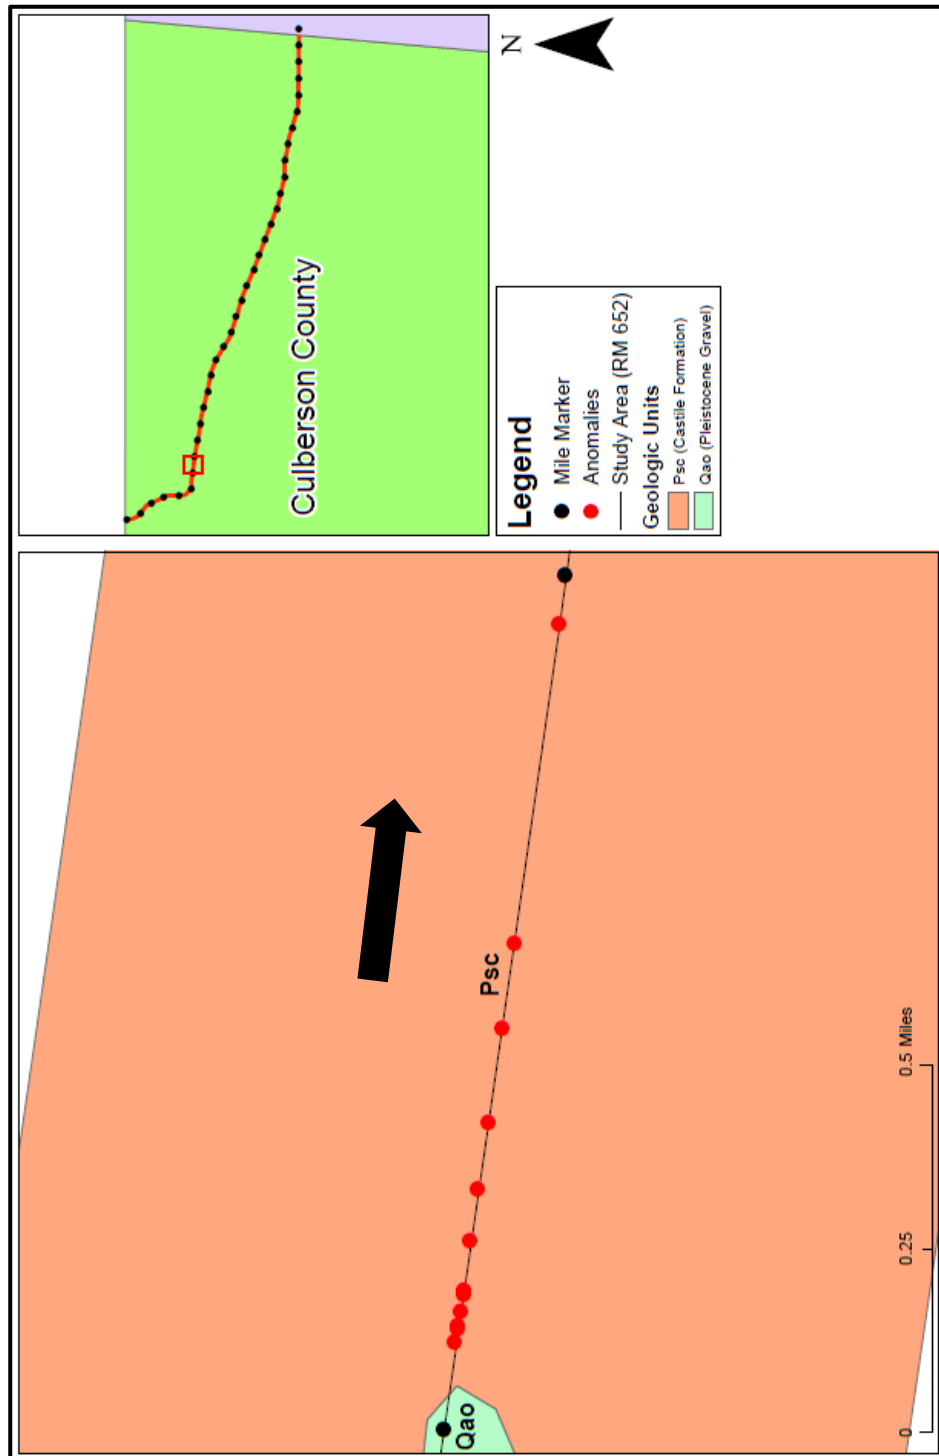 N
Culberson County
Legend
Mile Marker
Anomalies
Study Area (RM 652)
Geologic Units
Psc (Castile Formation)
Qao (Pleistocene Gravel)
Psc
Qao
0 0.25 0.5 Miles